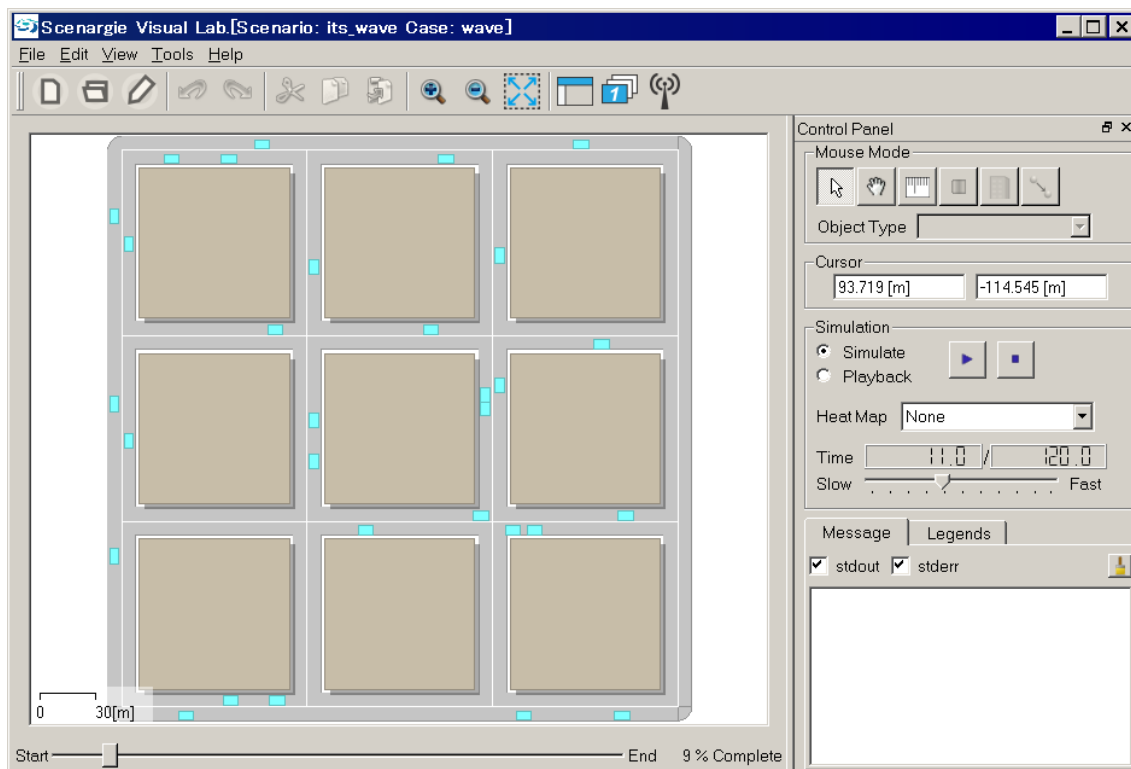 Scenargie Visual Lab.[Scenario: its_wave Case: wave]
File Edit View Tools Help
1
Control Panel
Mouse Mode
Object Type
Cursor
93.719 [m] -114.545 [m]
Simulation
Simulate
Playback
Heat Map None
Time 11.0 / 120.0
Slow Fast
Message Legends
stdout stderr
0 30[m]
Start End 9 % Complete